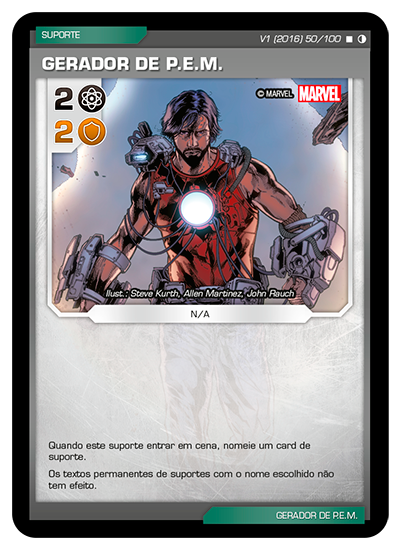 SUPORTE
V1 (2016) 50/100
GERADOR DE P.E.M.
2
2
© MARVEL
MARVEL
Ilust.: Steve Kurth, Allen Martinez, John Rauch
N/A
Quando este suporte entrar em cena, nomeie um card de
suporte.
Os textos permanentes de suportes com o nome escolhido
não tem efeito.
GERADOR DE P.E.M.